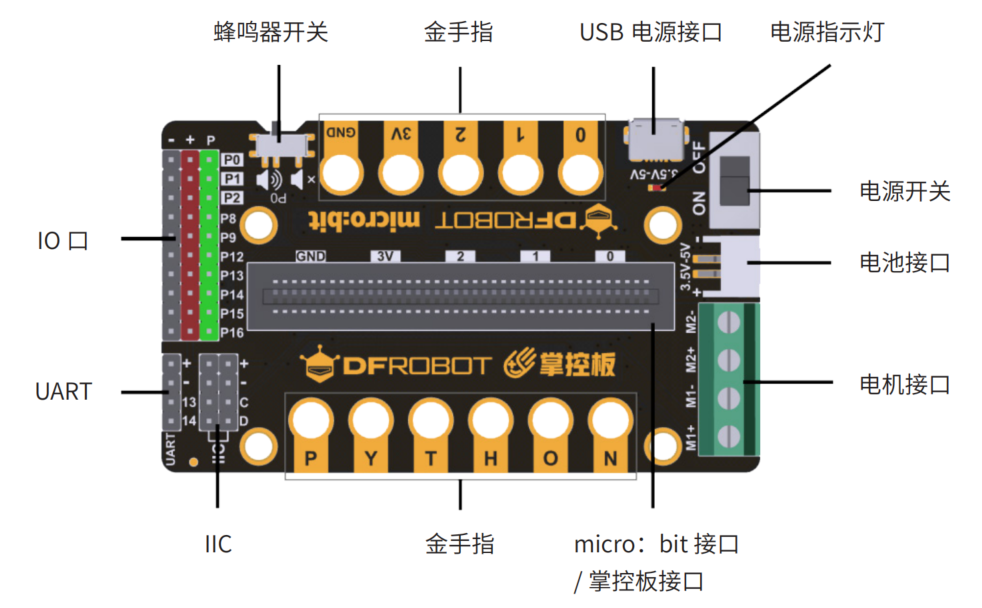 蜂鸣器开关
金手指
USB 电源接口
电源指示灯
GND
3V
2
1
0
- + P
P0
P1
P2
P8
P9
P12
P13
P14
P15
P16
×
P0
3.5V-5V
OFF
ON
DFROBOT micro:bit
电源开关
IO 口
电池接口
-
3.5V-5V
+
GND
3V
2
1
0
M2-
M2+
M1-
M1+
DFROBOT 掌控板
电机接口
UART
+
-
13
14
UART
+
-
C
D
IIC
P
Y
T
H
O
N
IIC
金手指
micro：bit 接口
/ 掌控板接口